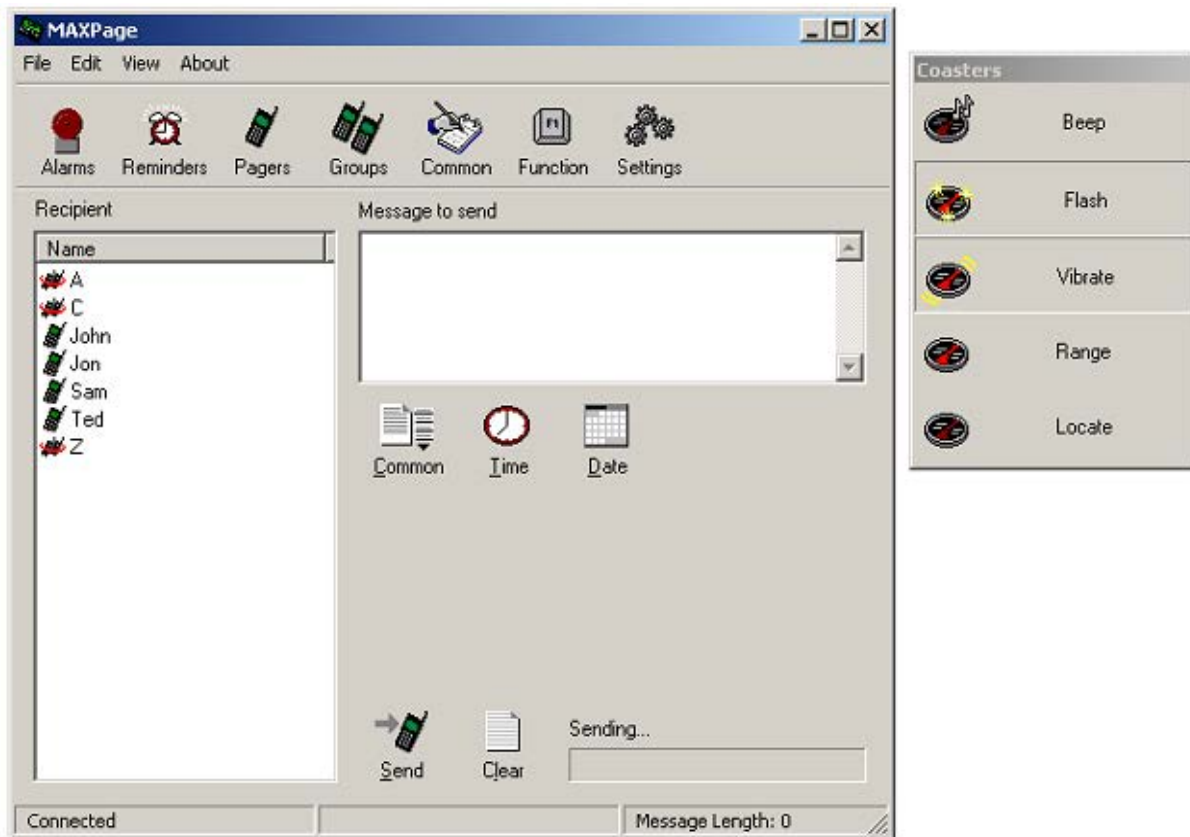 MAXPage
File Edit View About
Alarms Reminders Pagers Groups Common F1 Function Settings
Recipient
Name
A
C
John
Jon
Sam
Ted
Z
Message to send
Common Time Date
Send Clear
Sending...
Connected
Message Length: 0
Coasters
Beep
Flash
Vibrate
Range
Locate